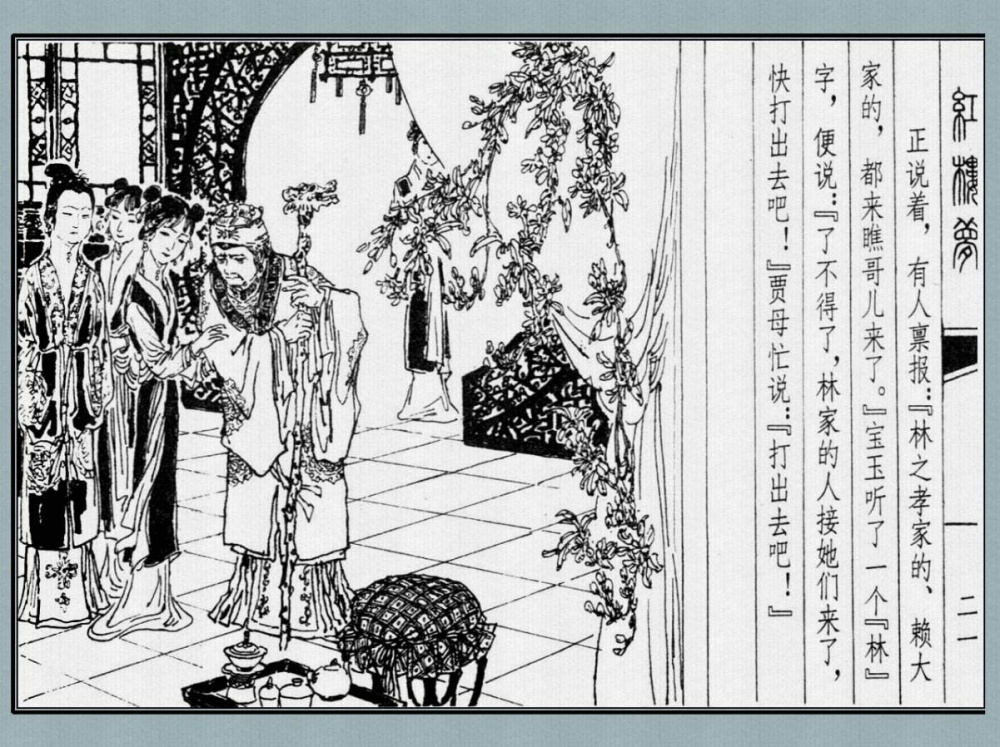 红楼梦
一二一
正说着，有人禀报：『林之孝家的、赖大
家的，都来瞧哥儿来了。』宝玉听了一个『林』
字，便说：『了不得了，林家的人接她们来了，
快打出去吧！』贾母忙说：『打出去吧！』